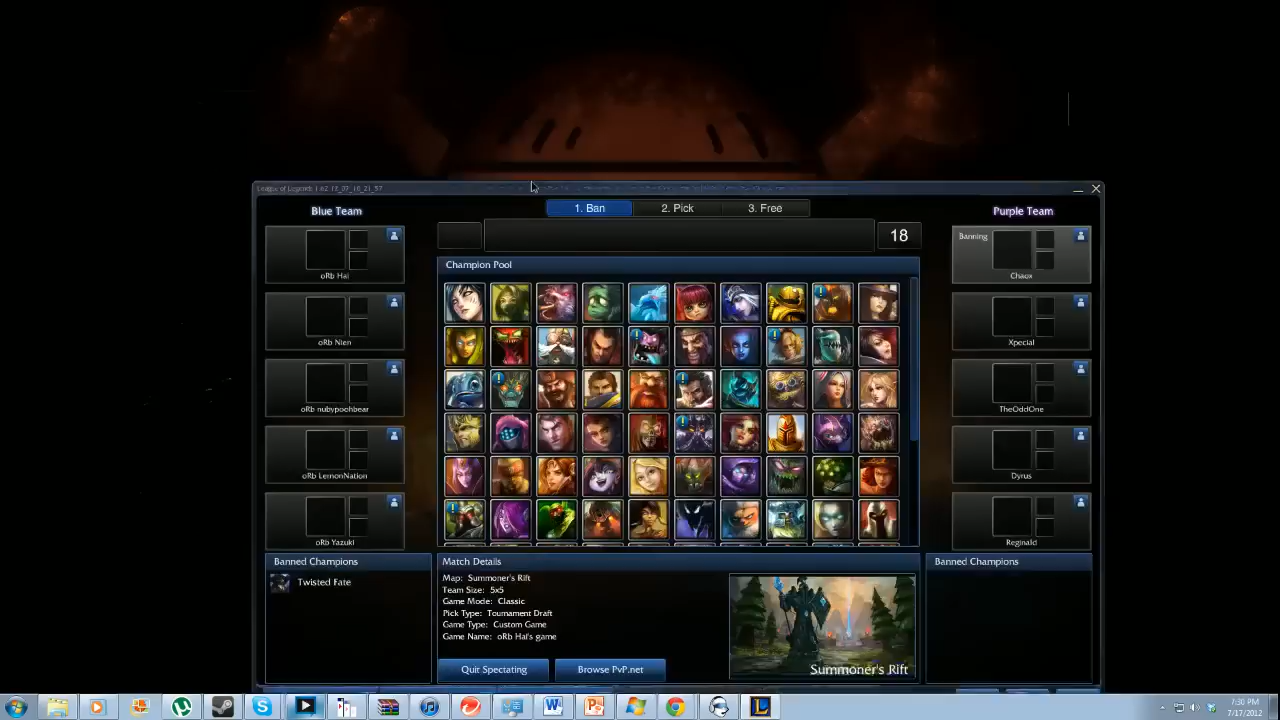 Blue Team
1. Ban
2. Pick
3. Free
Purple Team
18
oRb Hai
oRb Nien
oRb nubypoohbear
oRb LemonNation
oRb Yazuki
Champion Pool
Banning
Chaox
Xpecial
TheOddOne
Dyrus
Reginald
Banned Champions
Twisted Fate
Match Details
Map: Summoner's Rift
Team Size: 5x5
Game Mode: Classic
Pick Type: Tournament Draft
Game Type: Custom Game
Game Name: oRb Hai's game
Quit Spectating
Browse PvP.net
Summoner's Rift
Banned Champions
7:30 PM
7/17/2012